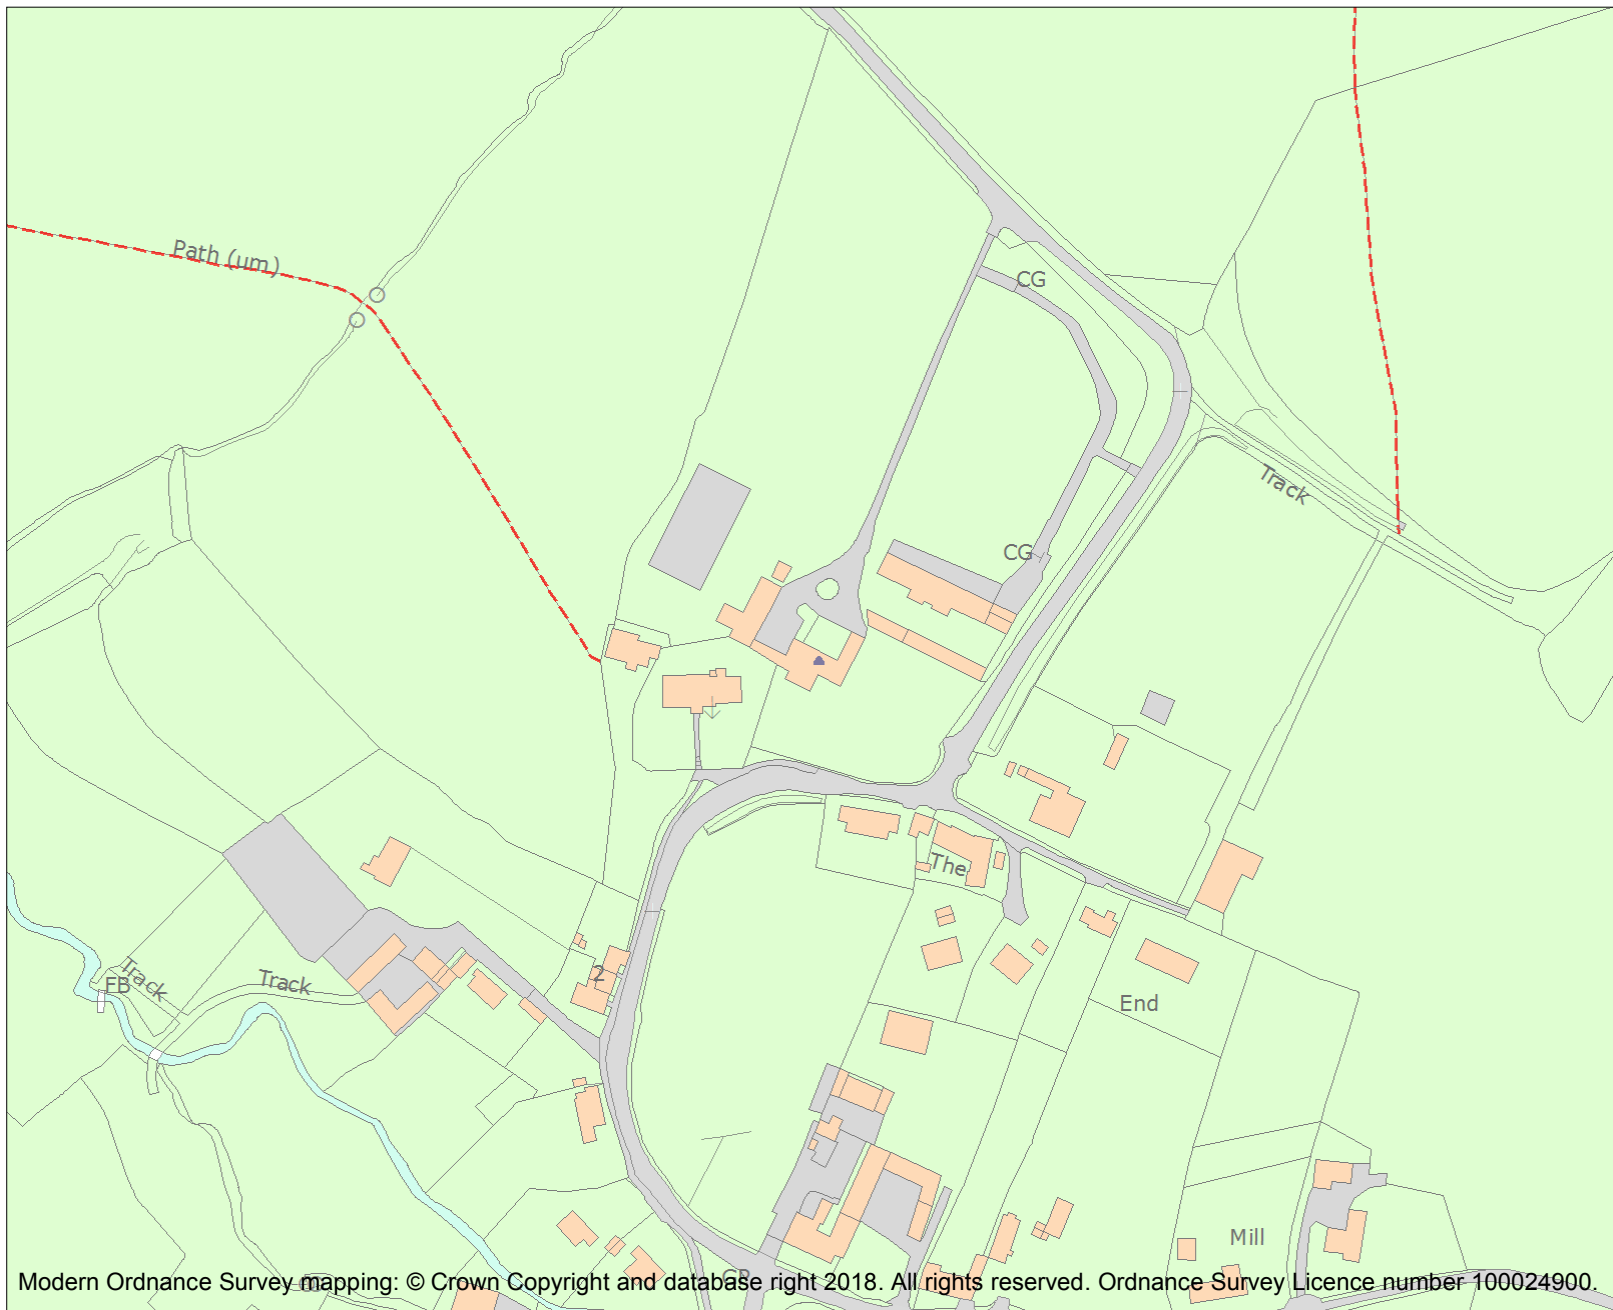 Path (um)
CG
Track
CG
The
2
Track
Track
FB
End
Mill
GP
Modern Ordnance Survey mapping: © Crown Copyright and database right 2018. All rights reserved. Ordnance Survey Licence number 100024900.